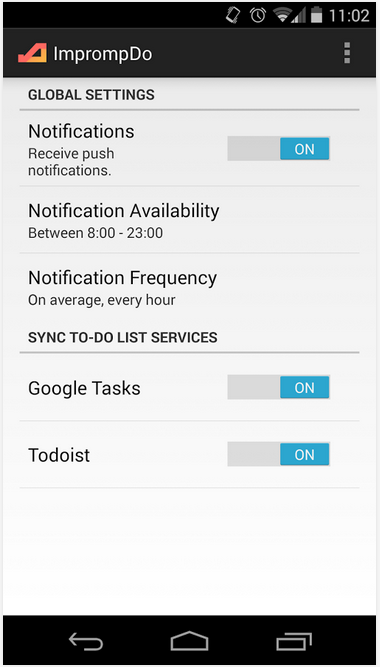 11:02
ImprompDo
GLOBAL SETTINGS
Notifications
Receive push
notifications.
ON
Notification Availability
Between 8:00 - 23:00
Notification Frequency
On average, every hour
SYNC TO-DO LIST SERVICES
Google Tasks
ON
Todoist
ON